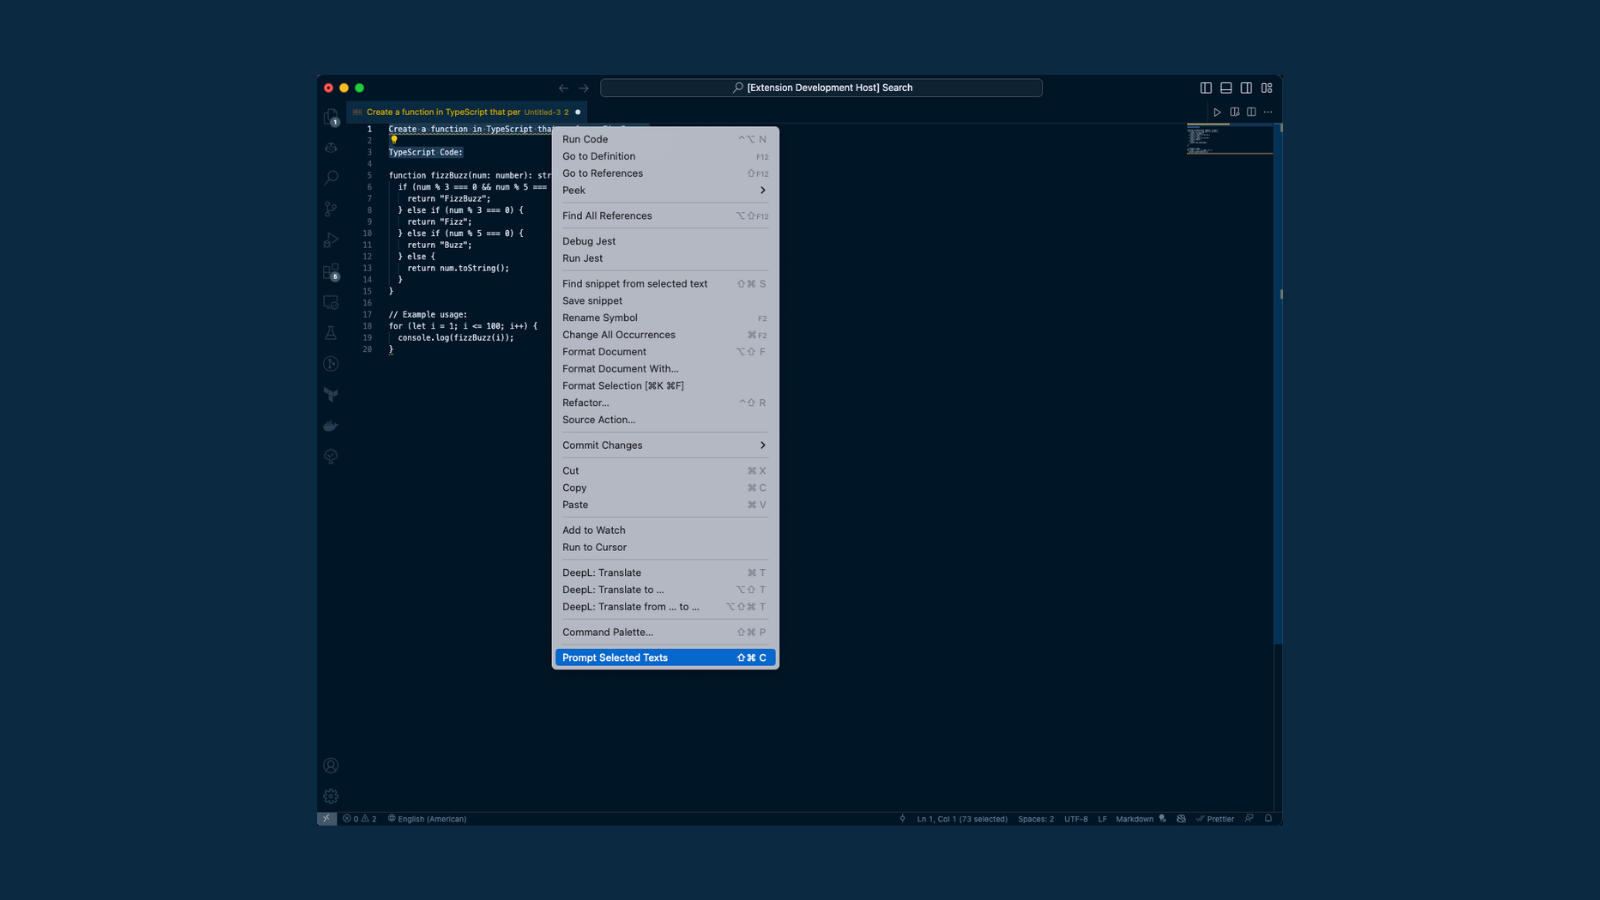 [Extension Development Host] Search
Create a function in TypeScript that per Untitled-3 2
1
6
1 Create a function in TypeScript tha
2
3 TypeScript Code:
4
5 function fizzBuzz(num: number): str
6 if (num % 3 === 0 && num % 5 ===
7 return "FizzBuzz";
8 } else if (num % 3 === 0) {
9 return "Fizz";
10 } else if (num % 5 === 0) {
11 return "Buzz";
12 } else {
13 return num.toString();
14 }
15 }
16
17 // Example usage:
18 for (let i = 1; i <= 100; i++) {
19 console.log(fizzBuzz(i));
20 }
Run Code ⌃⌥ N
Go to Definition F12
Go to References ⇧F12
Peek
Find All References ⌥⇧F12
Debug Jest
Run Jest
Find snippet from selected text ⇧⌘ S
Save snippet
Rename Symbol F2
Change All Occurrences ⌘F2
Format Document ⌥⇧ F
Format Document With...
Format Selection [⌘K ⌘F]
Refactor... ⌃⇧ R
Source Action...
Commit Changes
Cut ⌘ X
Copy ⌘ C
Paste ⌘ V
Add to Watch
Run to Cursor
DeepL: Translate ⌘ T
DeepL: Translate to ... ⌥⇧ T
DeepL: Translate from ... to ... ⌥⇧⌘ T
Command Palette... ⇧⌘ P
Prompt Selected Texts ⇧⌘ C
0 2 English (American) Ln 1, Col 1 (73 selected) Spaces: 2 UTF-8 LF Markdown Prettier